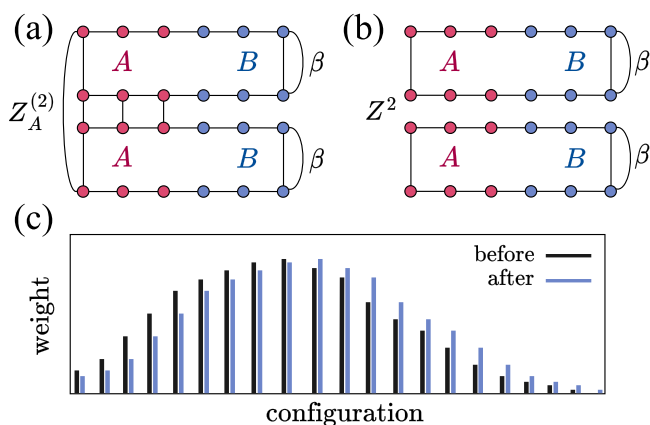 (a)
A
B
β
Z_A^{(2)}
A
B
β
(b)
A
B
β
Z^2
A
B
β
(c)
weight
before
after
configuration